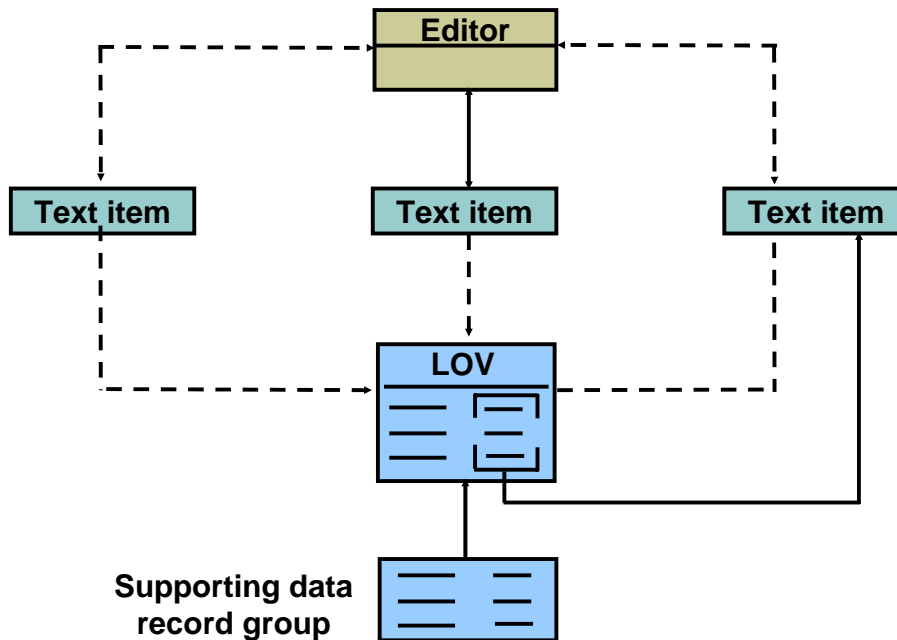 Editor
Text item
Text item
Text item
LOV
Supporting data
record group